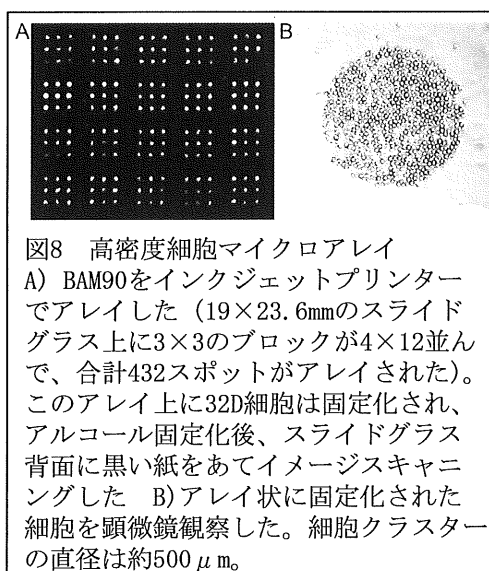 A
B
図8 高密度細胞マイクロアレイ
A) BAM90をインクジェットプリンター
でアレイした（19×23.6mmのスライド
グラス上に3×3のブロックが4×12並ん
で、合計432スポットがアレイされた）。
このアレイ上に32D細胞は固定化され、
アルコール固定化後、スライドグラス
背面に黒い紙をあてイメージスキャニ
ングした B)アレイ状に固定化された
細胞を顕微鏡観察した。細胞クラスター
の直径は約500μm。